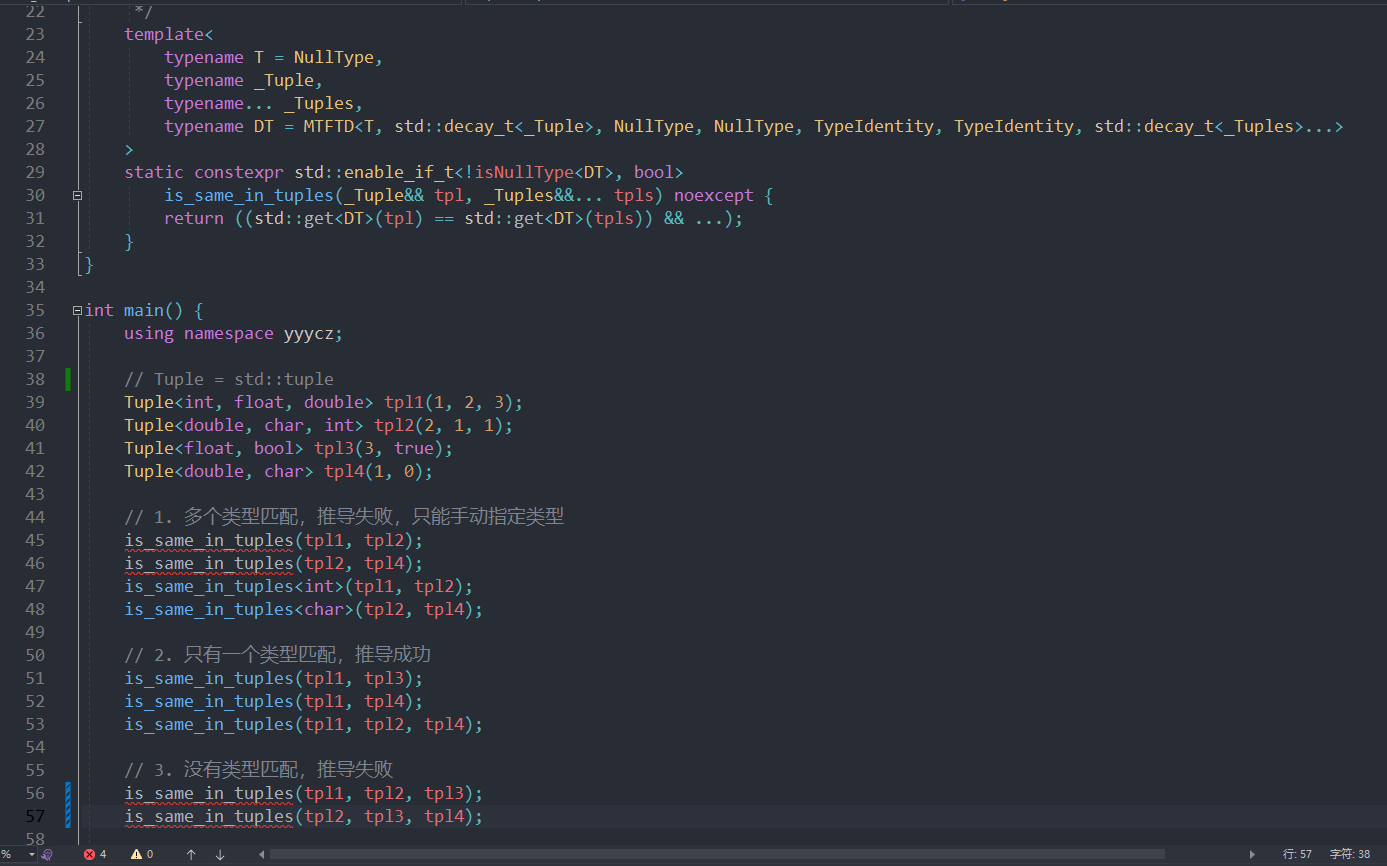 22 */
23 template<
24 typename T = NullType,
25 typename _Tuple,
26 typename... _Tuples,
27 typename DT = MTFTD<T, std::decay_t<_Tuple>, NullType, NullType, TypeIdentity, TypeIdentity, std::decay_t<_Tuples>...>
28 >
29 static constexpr std::enable_if_t<!isNullType<DT>, bool>
30 is_same_in_tuples(_Tuple&& tpl, _Tuples&&... tpls) noexcept {
31 return ((std::get<DT>(tpl) == std::get<DT>(tpls)) && ...);
32 }
33 }
34
35 int main() {
36 using namespace yyycz;
37
38 // Tuple = std::tuple
39 Tuple<int, float, double> tpl1(1, 2, 3);
40 Tuple<double, char, int> tpl2(2, 1, 1);
41 Tuple<float, bool> tpl3(3, true);
42 Tuple<double, char> tpl4(1, 0);
43
44 // 1. 多个类型匹配，推导失败，只能手动指定类型
45 is_same_in_tuples(tpl1, tpl2);
46 is_same_in_tuples(tpl2, tpl4);
47 is_same_in_tuples<int>(tpl1, tpl2);
48 is_same_in_tuples<char>(tpl2, tpl4);
49
50 // 2. 只有一个类型匹配，推导成功
51 is_same_in_tuples(tpl1, tpl3);
52 is_same_in_tuples(tpl1, tpl4);
53 is_same_in_tuples(tpl1, tpl2, tpl4);
54
55 // 3. 没有类型匹配，推导失败
56 is_same_in_tuples(tpl1, tpl2, tpl3);
57 is_same_in_tuples(tpl2, tpl3, tpl4);
58
% 4 0 行: 57 字符: 38